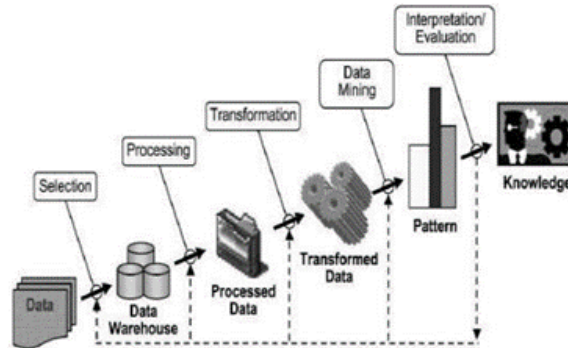 Interpretation/
Evaluation
Data
Mining
Transformation
Processing
Selection
Knowledge
Pattern
Transformed
Data
Processed
Data
Data
Warehouse
Data